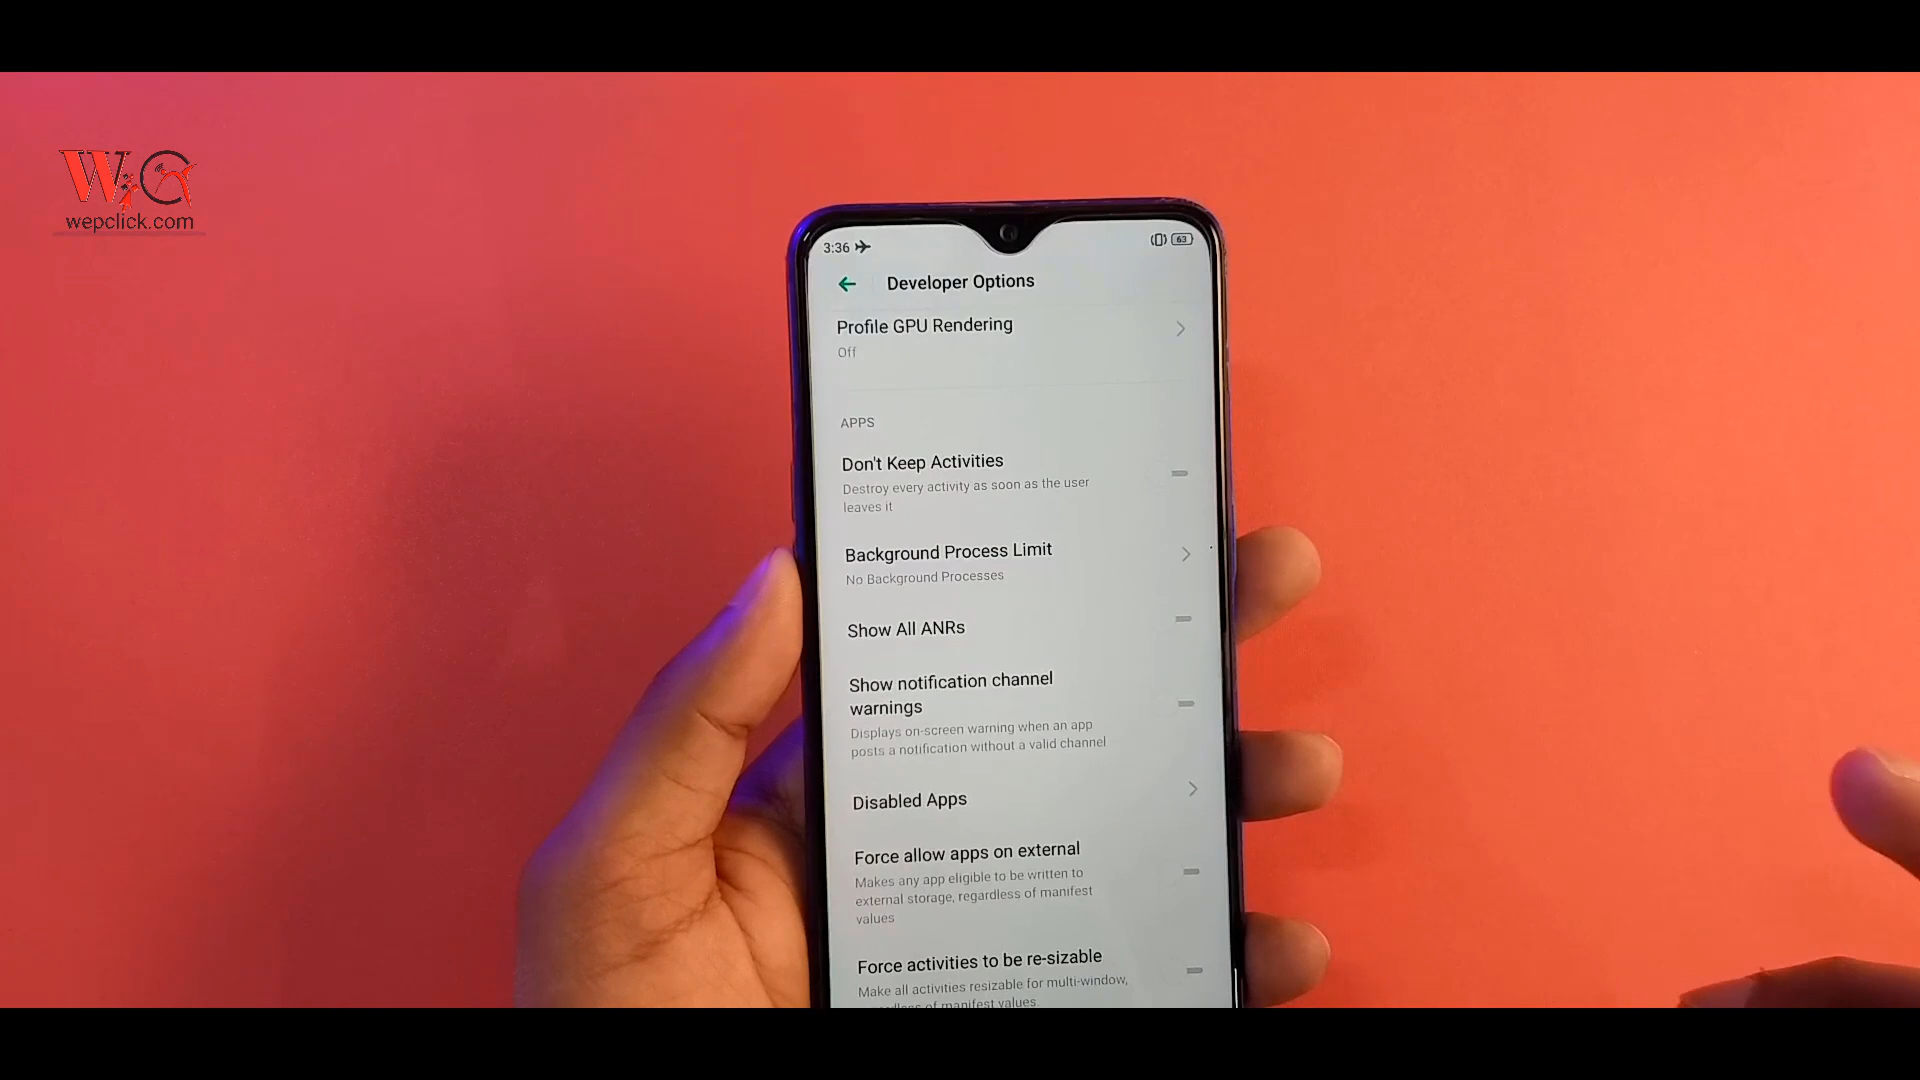 wepclick.com
3:36
63
Developer Options
Profile GPU Rendering
Off
APPS
Don't Keep Activities
Destroy every activity as soon as the user
leaves it
Background Process Limit
No Background Processes
Show All ANRs
Show notification channel
warnings
Displays on-screen warning when an app
posts a notification without a valid channel
Disabled Apps
Force allow apps on external
Makes any app eligible to be written to
external storage, regardless of manifest
values
Force activities to be re-sizable
Make all activities resizable for multi-window,
of manifest values.